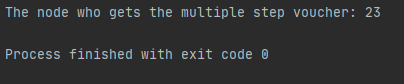 The node who gets the multiple step voucher: 23
Process finished with exit code 0